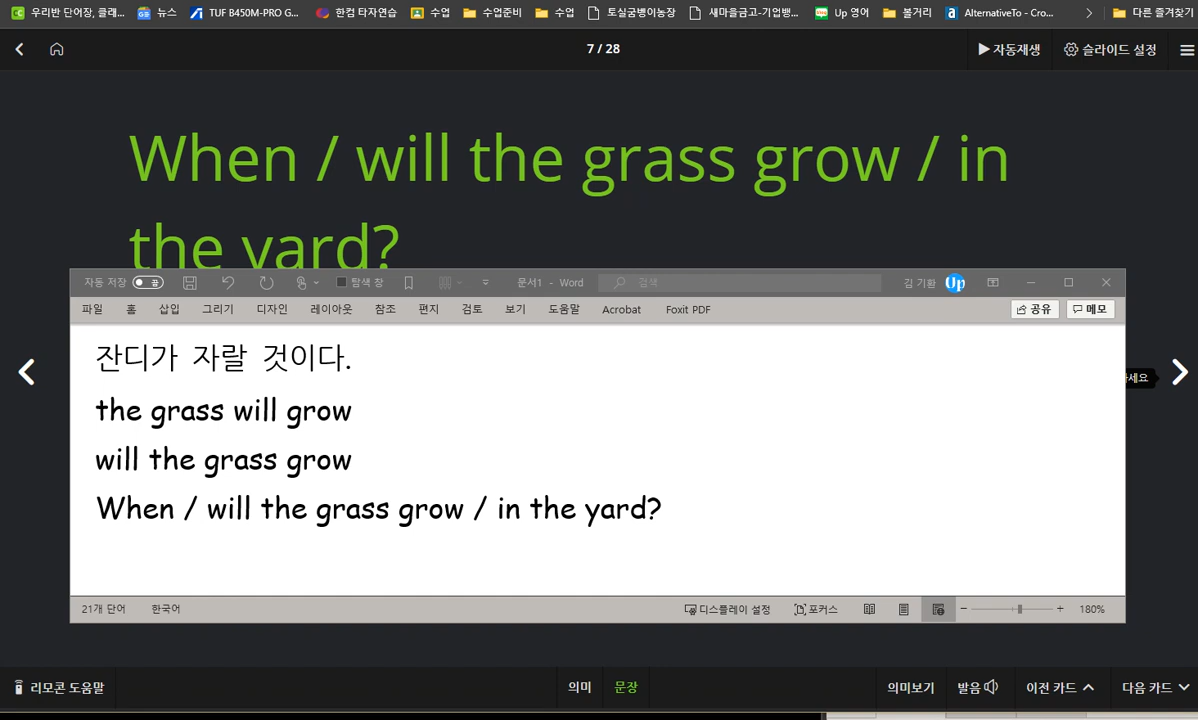 우리반 단어장, 클래... 뉴스 TUF B450M-PRO G... 한컴 타자연습 수업 수업준비 수업 토실굼벵이농장 새마을금고-기업뱅... Up 영어 볼거리 AlternativeTo - Cro... 다른 즐겨찾기
7 / 28 자동재생 슬라이드 설정
When / will the grass grow / in
the yard?
자동 저장 끔 탐색 창 문서1 - Word 검색 김 기환 Up
파일 홈 삽입 그리기 디자인 레이아웃 참조 편지 검토 보기 도움말 Acrobat Foxit PDF 공유 메모
잔디가 자랄 것이다.
the grass will grow
will the grass grow
When / will the grass grow / in the yard?
세요
21개 단어 한국어 디스플레이 설정 포커스 180%
리모콘 도움말 의미 문장 의미보기 발음 이전 카드 다음 카드